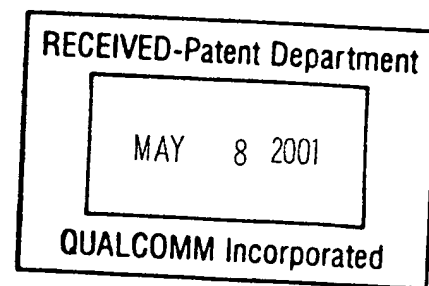 RECEIVED-Patent Department
MAY 8 2001
QUALCOMM Incorporated